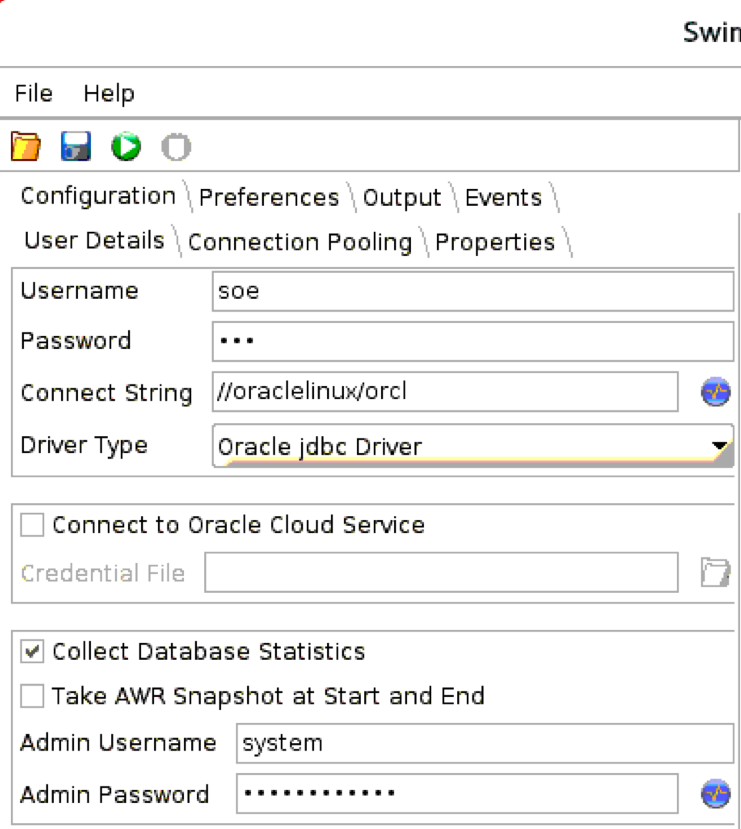 Swin
File Help
Configuration Preferences Output Events
User Details Connection Pooling Properties
Username soe
Password •••
Connect String //oraclelinux/orcl
Driver Type Oracle jdbc Driver
Connect to Oracle Cloud Service
Credential File
Collect Database Statistics
Take AWR Snapshot at Start and End
Admin Username system
Admin Password ••••••••••••